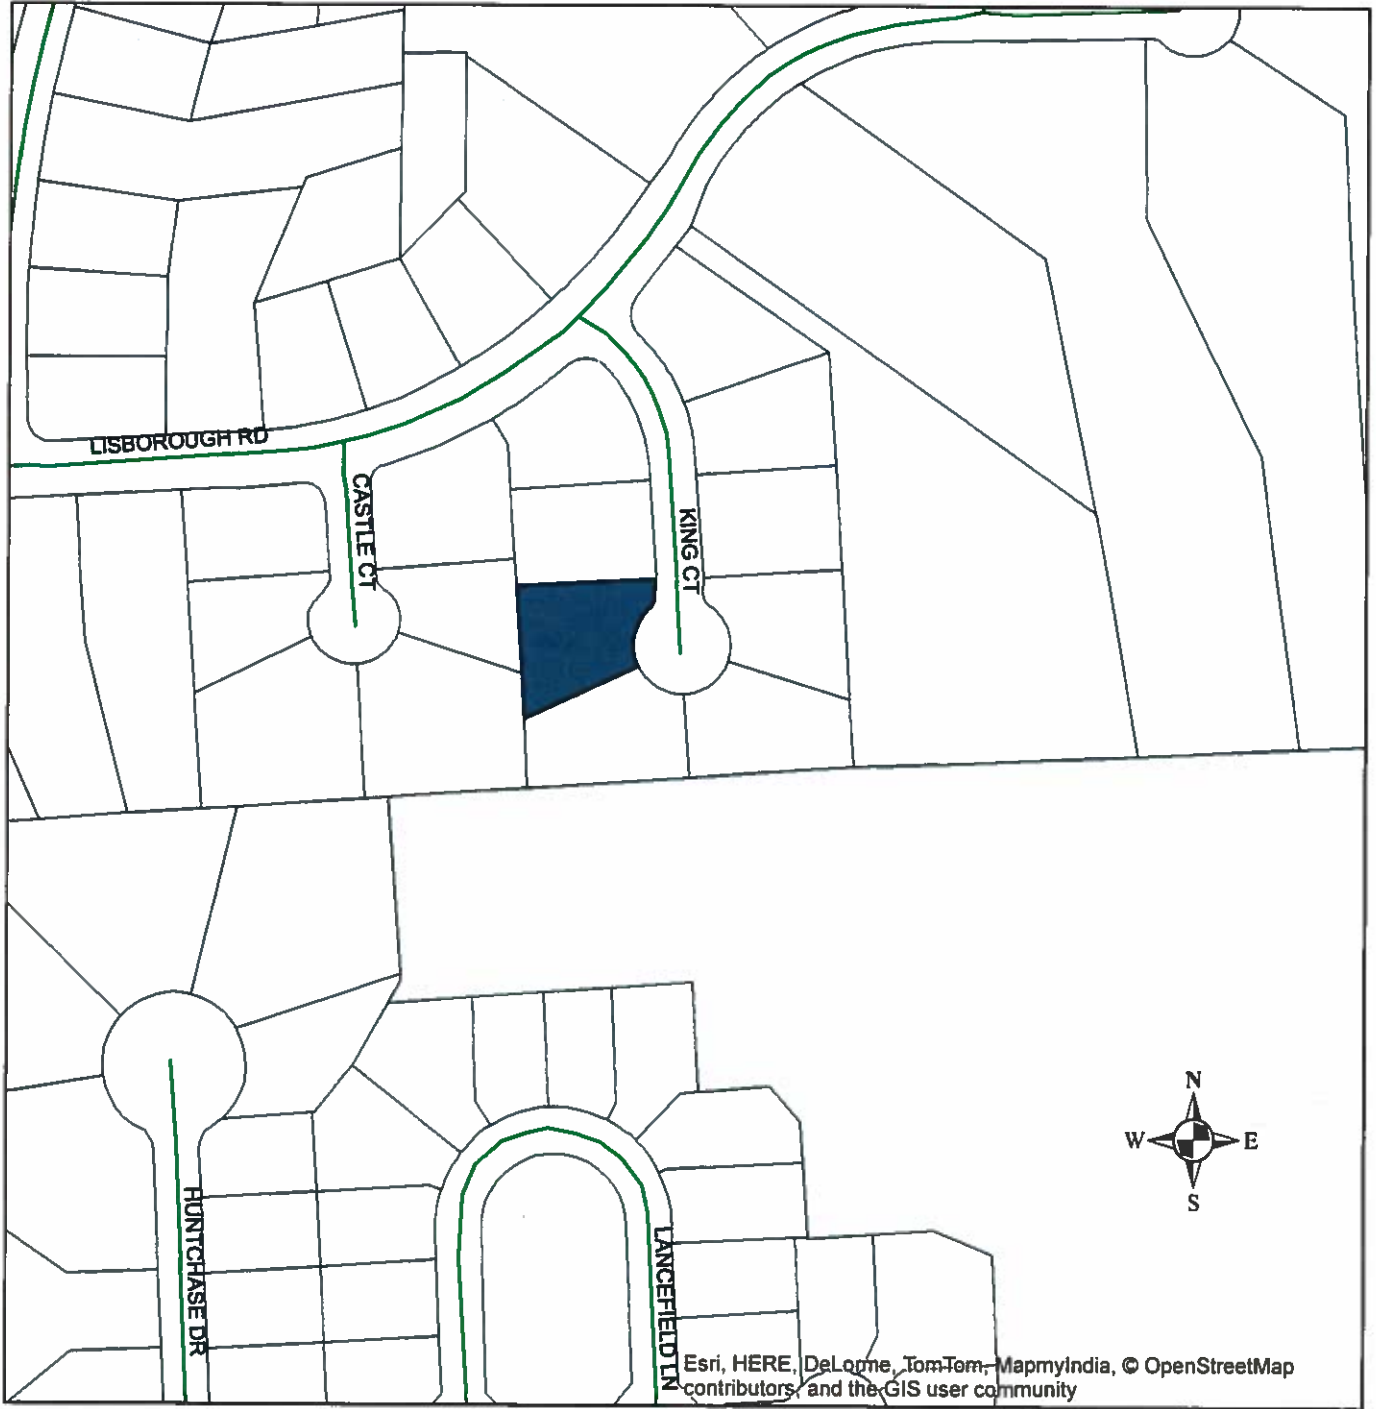 LISBOROUGH RD
CASTLE CT
KING CT
N
W E
S
HUNTCHASE DR
LANCEFIELD LN
Esri, HERE, DeLorme, TomTom, MapmyIndia, © OpenStreetMap
contributors, and the GIS user community